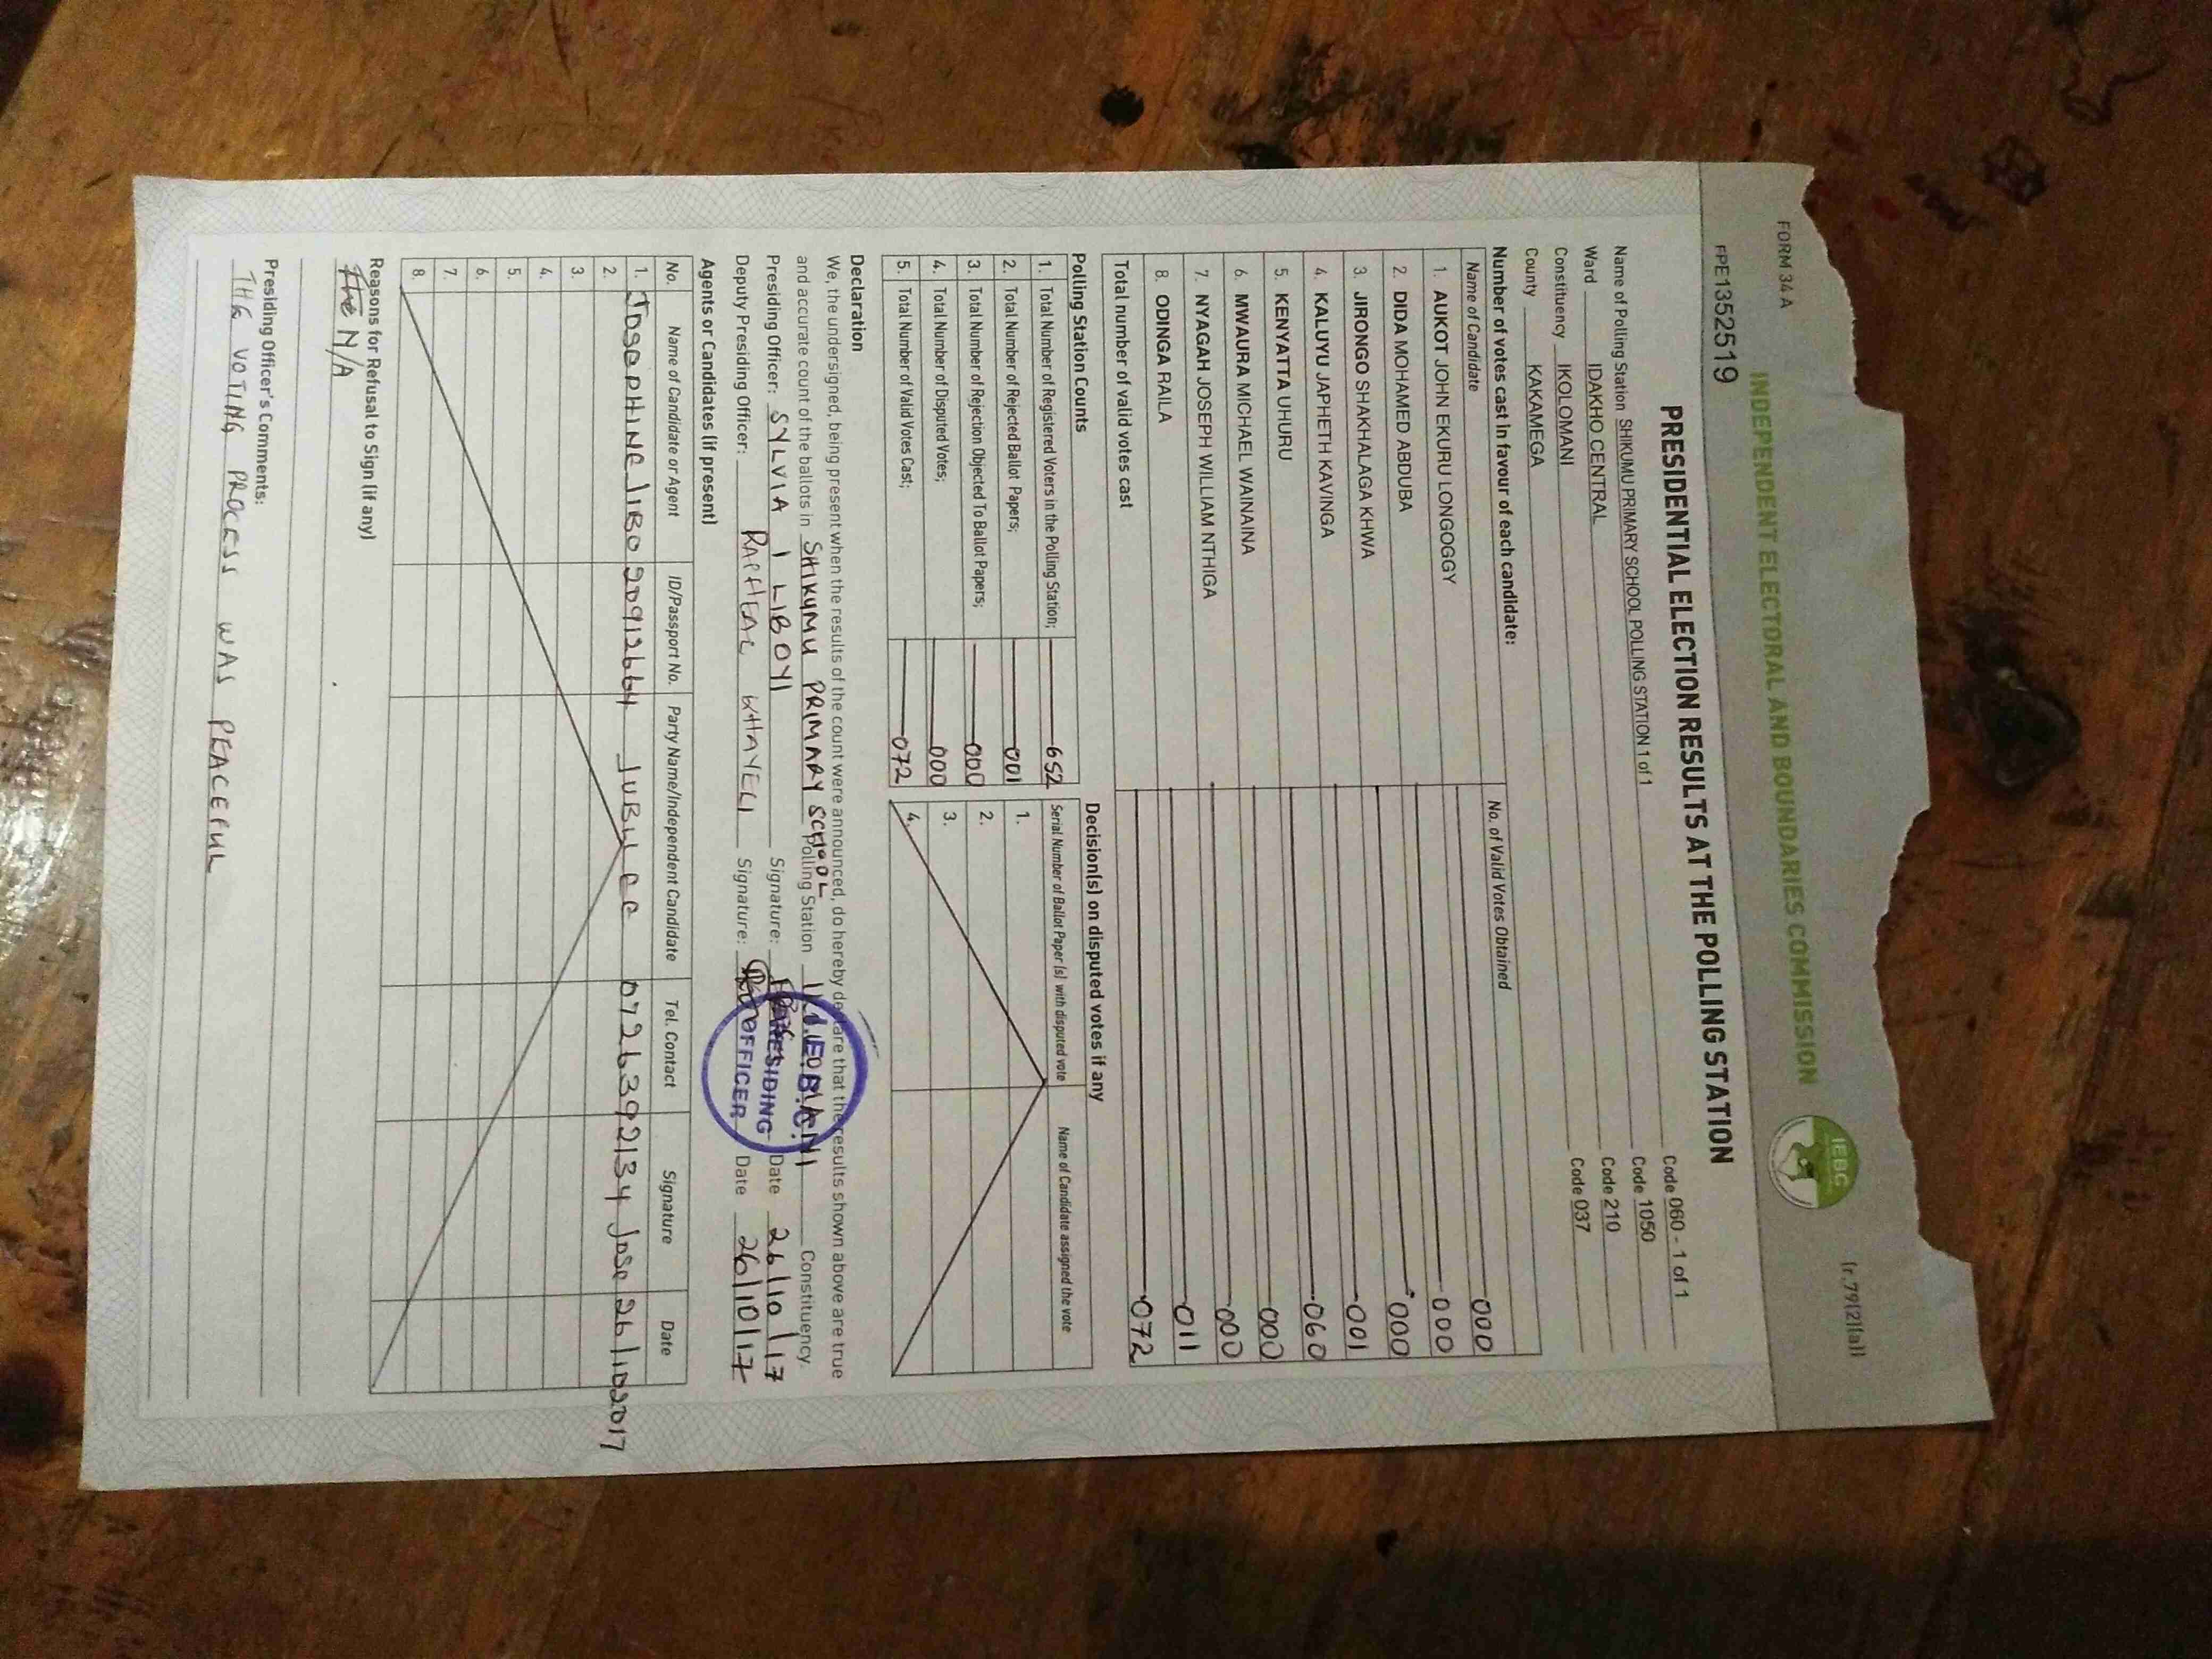 FORM 34 A
(r.79(2)(a))
INDEPENDENT ELECTORAL AND BOUNDARIES COMMISSION
IEBC
PPE1352519
PRESIDENTIAL ELECTION RESULTS AT THE POLLING STATION
Name of Polling Station SHIKUMU PRIMARY SCHOOL POLLING STATION 1 of 1 Code 060 - 1 of 1
Ward IDAKHO CENTRAL Code 1050
Constituency IKOLOMANI Code 210
County KAKAMEGA Code 037
Number of votes cast in favour of each candidate:
Name of Candidate No. of Valid Votes Obtained
1. AUKOT JOHN EKURU LONGOGGY 000
2. DIDA MOHAMED ABDUBA 000
3. JIRONGO SHAKHALAGA KHWA 000
4. KALUYU JAPHETH KAVINGA 001
5. KENYATTA UHURU 060
6. MWAURA MICHAEL WAINAINA 000
7. NYAGAH JOSEPH WILLIAM NTHIGA 000
8. ODINGA RAILA 011
Total number of valid votes cast 072
Polling Station Counts
1. Total Number of Registered Voters in the Polling Station; 652
2. Total Number of Rejected Ballot Papers; 001
3. Total Number of Rejection Objected To Ballot Papers; 000
4. Total Number of Disputed Votes; 000
5. Total Number of Valid Votes Cast; 072
Decision(s) on disputed votes if any
Serial Number of Ballot Paper (s) with disputed vote Name of Candidate assigned the vote
1.
2.
3.
4.
Declaration
We, the undersigned, being present when the results of the count were announced, do hereby declare that the results shown above are true
and accurate count of the ballots in SHIKUMU PRIMARY SCHOOL Polling Station IKOLOMANI Constituency.
Presiding Officer: SYLVIA I LIBOYI Signature: Date 26/10/17
Deputy Presiding Officer: RAPHEAL KHAYELI Signature: Date 26/10/17
I.E.B.C.
PRESIDING
OFFICER
Agents or Candidates (if present)
No. Name of Candidate or Agent ID/Passport No. Party Name/Independent Candidate Tel. Contact Signature Date
1. JOSEPHINE LIBO 20912664 JUBILEE 0726392134 Jose 26/102017
2.
3.
4.
5.
6.
7.
8.
Reasons for Refusal to Sign (if any)
The N/A
Presiding Officer's Comments:
THE VOTING PROCESS WAS PEACEFUL